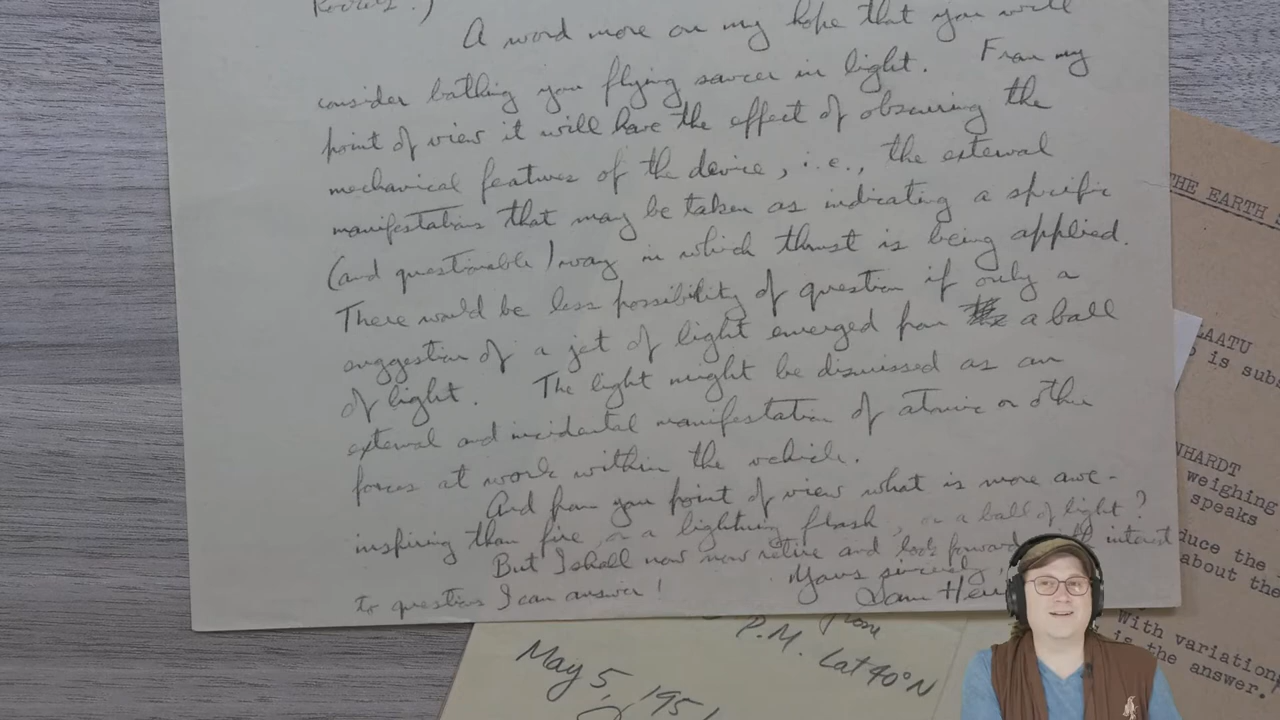 Rockets.)
A word more on my hope that you will
consider bathing you flying saucer in light. From my
point of view it will have the effect of obscuring the
mechanical features of the device, i.e., the external
manifestations that may be taken as indicating a specific
(and questionable) way in which thrust is being applied.
There would be less possibility of question if only a
suggestion of a jet of light emerged from a ball
of light. The light might be dismissed as an
external and incidental manifestation of atomic or other
forces at work within the vehicle.
And from you point of view what is more awe-
inspiring than fire or a lightning flash, or a ball of light?
But I shall now retire and look forward interest
to questions I can answer!
Yours sincerely,
Sam Her
P.M. Lat 40°N
May 5, 1951
THE EARTH
LAATU
is subs
NHARDT
weighing
speaks
duce the
about the
With variation
is the answer.